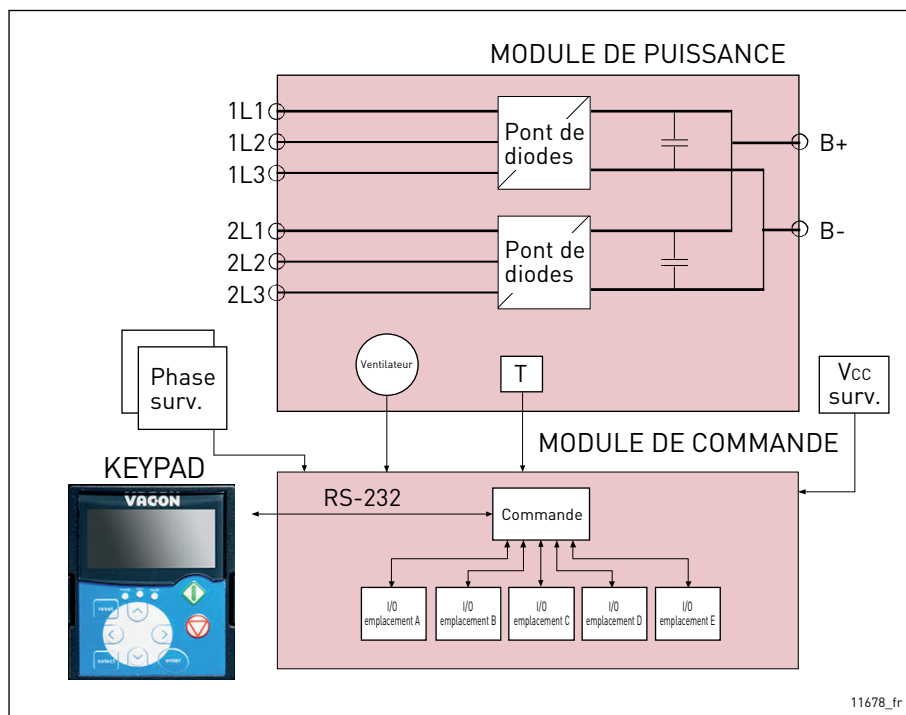 MODULE DE PUISSANCE
1L1
1L2
1L3
Pont de
diodes
B+
B-
2L1
2L2
2L3
Pont de
diodes
Phase
surv.
Ventilateur
T
Vcc
surv.
MODULE DE COMMANDE
KEYPAD
RS-232
Commande
VACON
reset
select
enter
I/O
emplacement A
I/O
emplacement B
I/O
emplacement C
I/O
emplacement D
I/O
emplacement E
11678_fr